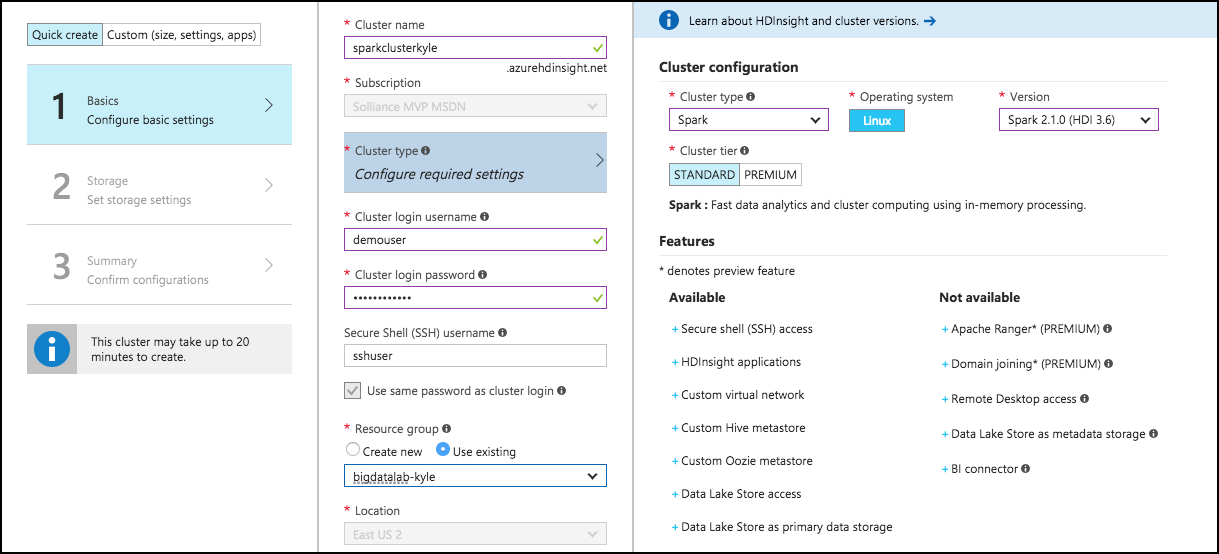 Quick create
Custom (size, settings, apps)
1
Basics
Configure basic settings
2
Storage
Set storage settings
3
Summary
Confirm configurations
This cluster may take up to 20
minutes to create.
* Cluster name
sparkclusterkyle
.azurehdinsight.net
* Subscription
Solliance MVP MSDN
* Cluster type
Configure required settings
* Cluster login username
demouser
* Cluster login password
••••••••••••
Secure Shell (SSH) username
sshuser
Use same password as cluster login
* Resource group
Create new
Use existing
bigdatalab-kyle
* Location
East US 2
Learn about HDInsight and cluster versions.
Cluster configuration
* Cluster type
Spark
* Operating system
Linux
* Version
Spark 2.1.0 (HDI 3.6)
* Cluster tier
STANDARD
PREMIUM
Spark : Fast data analytics and cluster computing using in-memory processing.
Features
* denotes preview feature
Available
+ Secure shell (SSH) access
+ HDInsight applications
+ Custom virtual network
+ Custom Hive metastore
+ Custom Oozie metastore
+ Data Lake Store access
+ Data Lake Store as primary data storage
Not available
+ Apache Ranger* (PREMIUM)
+ Domain joining* (PREMIUM)
+ Remote Desktop access
+ Data Lake Store as metadata storage
+ BI connector